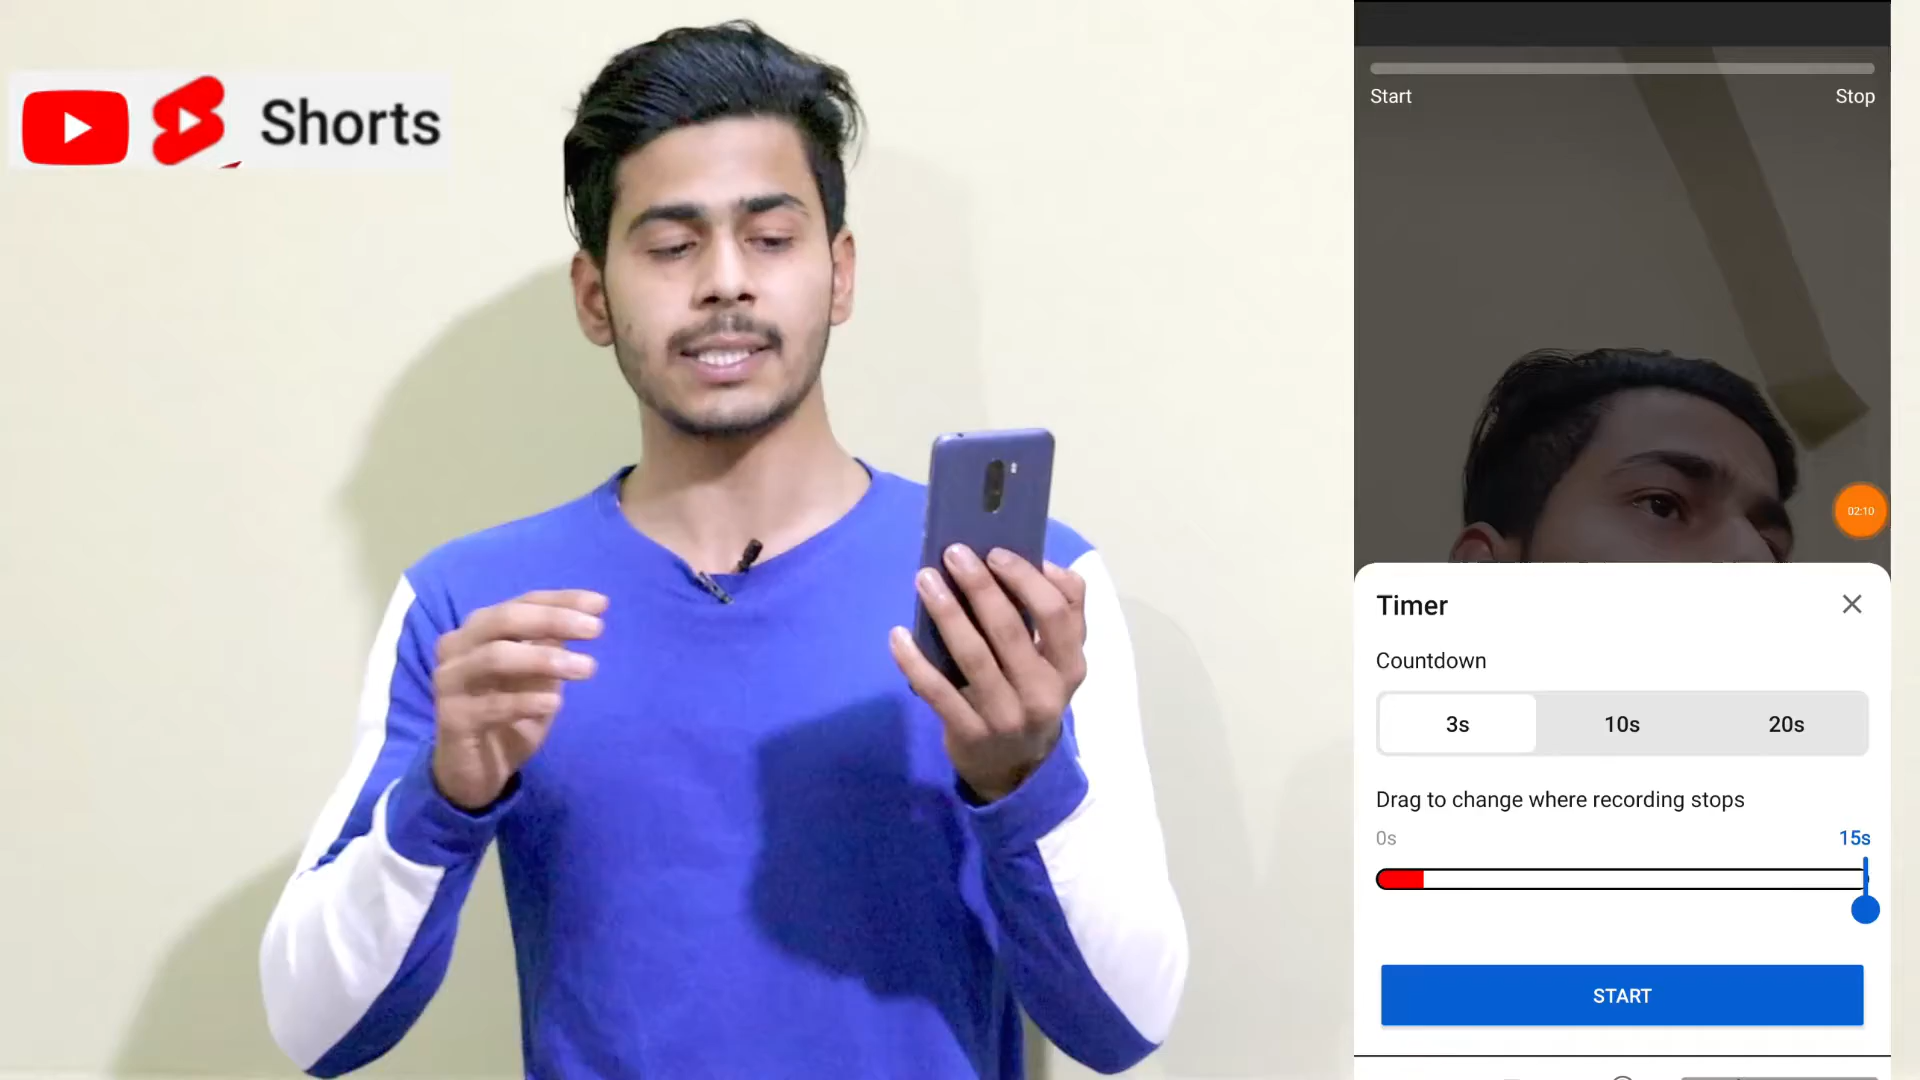 Shorts
Start
Stop
02:10
Timer
Countdown
3s
10s
20s
Drag to change where recording stops
0s
15s
START